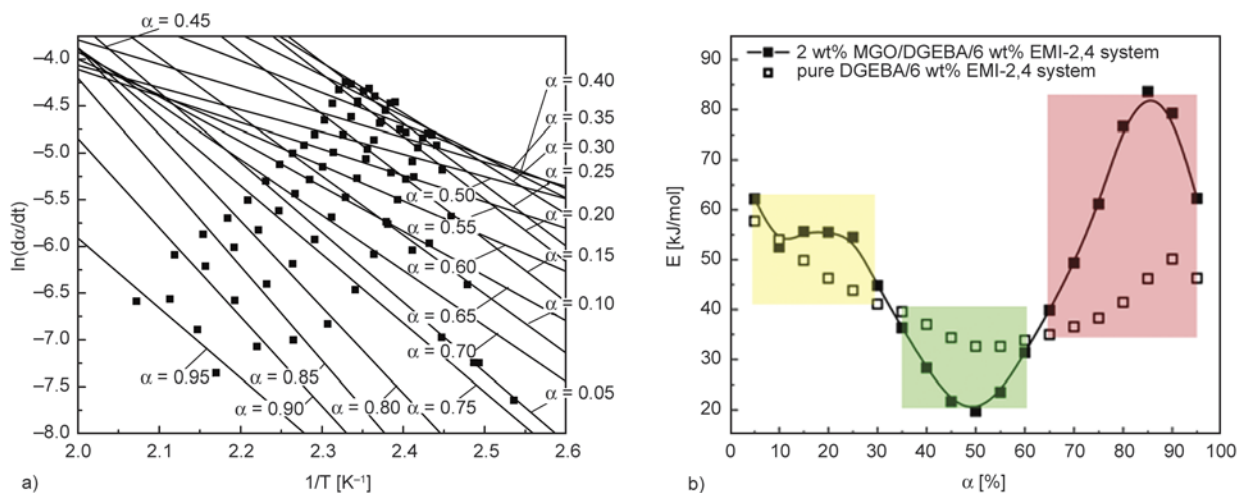 α = 0.45
−4.0
−4.5
−5.0
−5.5
−6.0
−6.5
−7.0
−7.5
−8.0
ln(dα/dt)
α = 0.40
α = 0.35
α = 0.30
α = 0.25
α = 0.20
α = 0.15
α = 0.10
α = 0.05
α = 0.50
α = 0.55
α = 0.60
α = 0.65
α = 0.70
α = 0.75
α = 0.80
α = 0.85
α = 0.90
α = 0.95
2.0 2.1 2.2 2.3 2.4 2.5 2.6
1/T [K⁻¹]
a)
2 wt% MGO/DGEBA/6 wt% EMI-2,4 system
pure DGEBA/6 wt% EMI-2,4 system
90
80
70
60
50
40
30
20
E [kJ/mol]
0 10 20 30 40 50 60 70 80 90 100
α [%]
b)